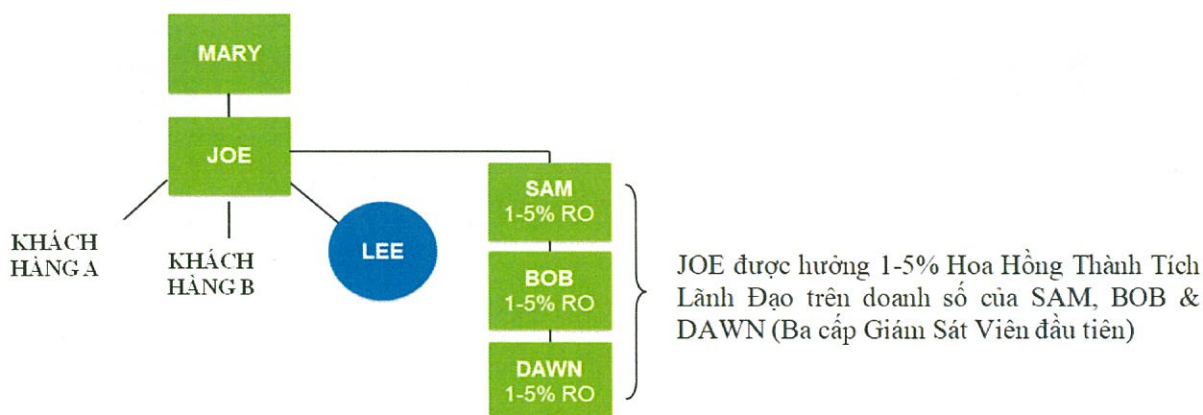 MARY
JOE
KHÁCH
HÀNG A
KHÁCH
HÀNG B
LEE
SAM
1-5% RO
BOB
1-5% RO
DAWN
1-5% RO
JOE được hưởng 1-5% Hoa Hồng Thành Tích
Lãnh Đạo trên doanh số của SAM, BOB &
DAWN (Ba cấp Giám Sát Viên đầu tiên)